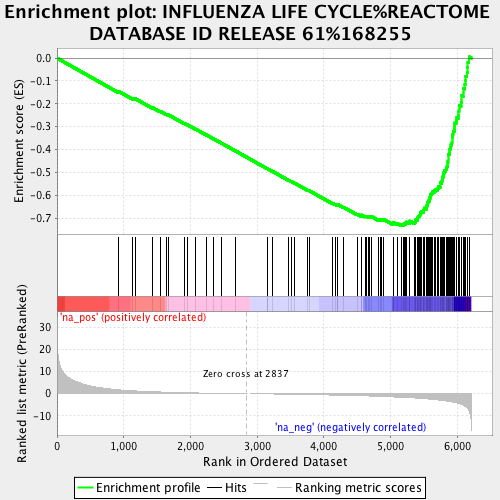 Enrichment plot: INFLUENZA LIFE CYCLE%REACTOME
DATABASE ID RELEASE 61%168255
Enrichment score (ES)
0.0
-0.1
-0.2
-0.3
-0.4
-0.5
-0.6
-0.7
'na_pos' (positively correlated)
Ranked list metric (PreRanked)
30
20
10
0
-10
Zero cross at 2837
'na_neg' (negatively correlated)
0
1,000
2,000
3,000
4,000
5,000
6,000
Rank in Ordered Dataset
Enrichment profile
Hits
Ranking metric scores